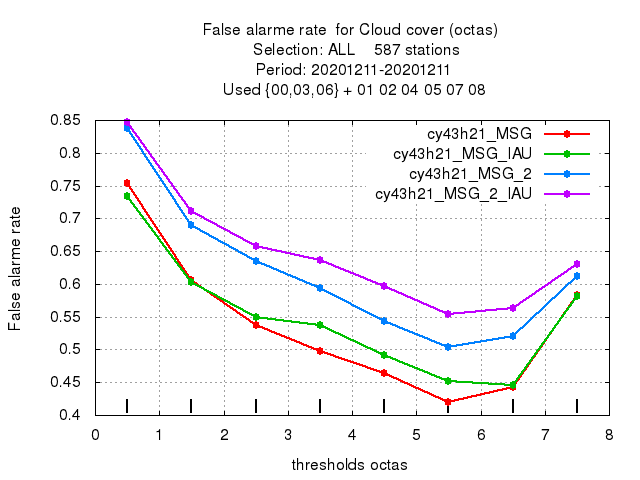 False alarme rate  for Cloud cover (octas)
Selection: ALL    587 stations
Period: 20201211-20201211
Used {00,03,06} + 01 02 04 05 07 08
cy43h21_MSG
cy43h21_MSG_IAU
cy43h21_MSG_2
cy43h21_MSG_2_IAU
False alarme rate
0.85
0.8
0.75
0.7
0.65
0.6
0.55
0.5
0.45
0.4
0 1 2 3 4 5 6 7 8
thresholds octas